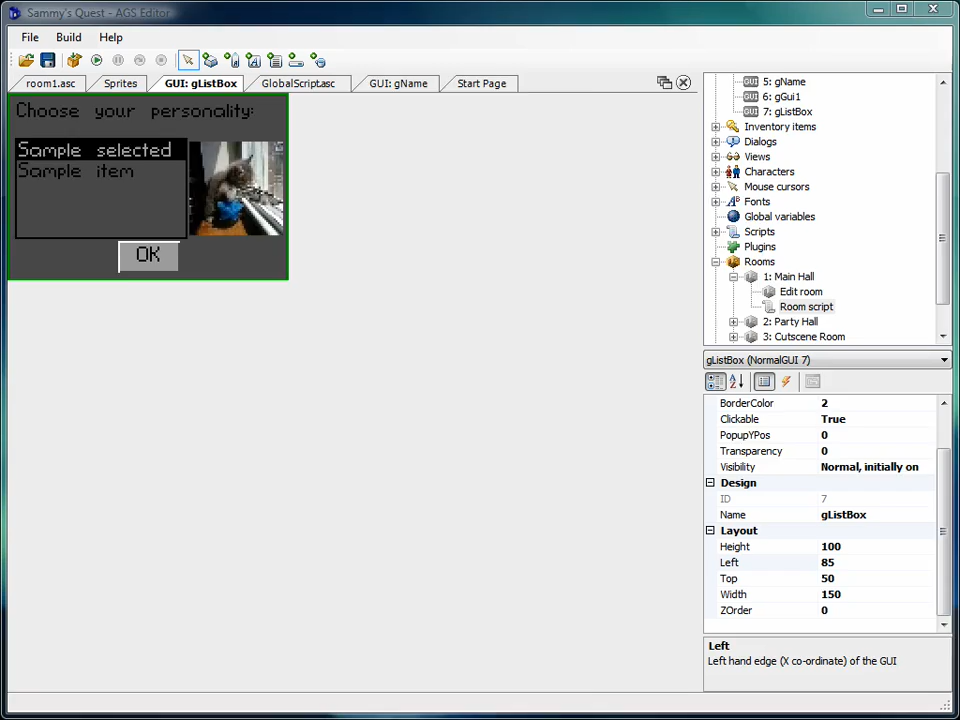 Sammy's Quest - AGS Editor
File Build Help
room1.asc Sprites GUI: gListBox GlobalScript.asc GUI: gName Start Page
Choose your personality:
Sample selected
Sample item
OK
5: gName
6: gGui1
7: gListBox
Inventory items
Dialogs
Views
Characters
Mouse cursors
Fonts
Global variables
Scripts
Plugins
Rooms
1: Main Hall
Edit room
Room script
2: Party Hall
3: Cutscene Room
gListBox (NormalGUI 7)
BorderColor 2
Clickable True
PopupYPos 0
Transparency 0
Visibility Normal, initially on
Design
ID 7
Name gListBox
Layout
Height 100
Left 85
Top 50
Width 150
ZOrder 0
Left
Left hand edge (X co-ordinate) of the GUI